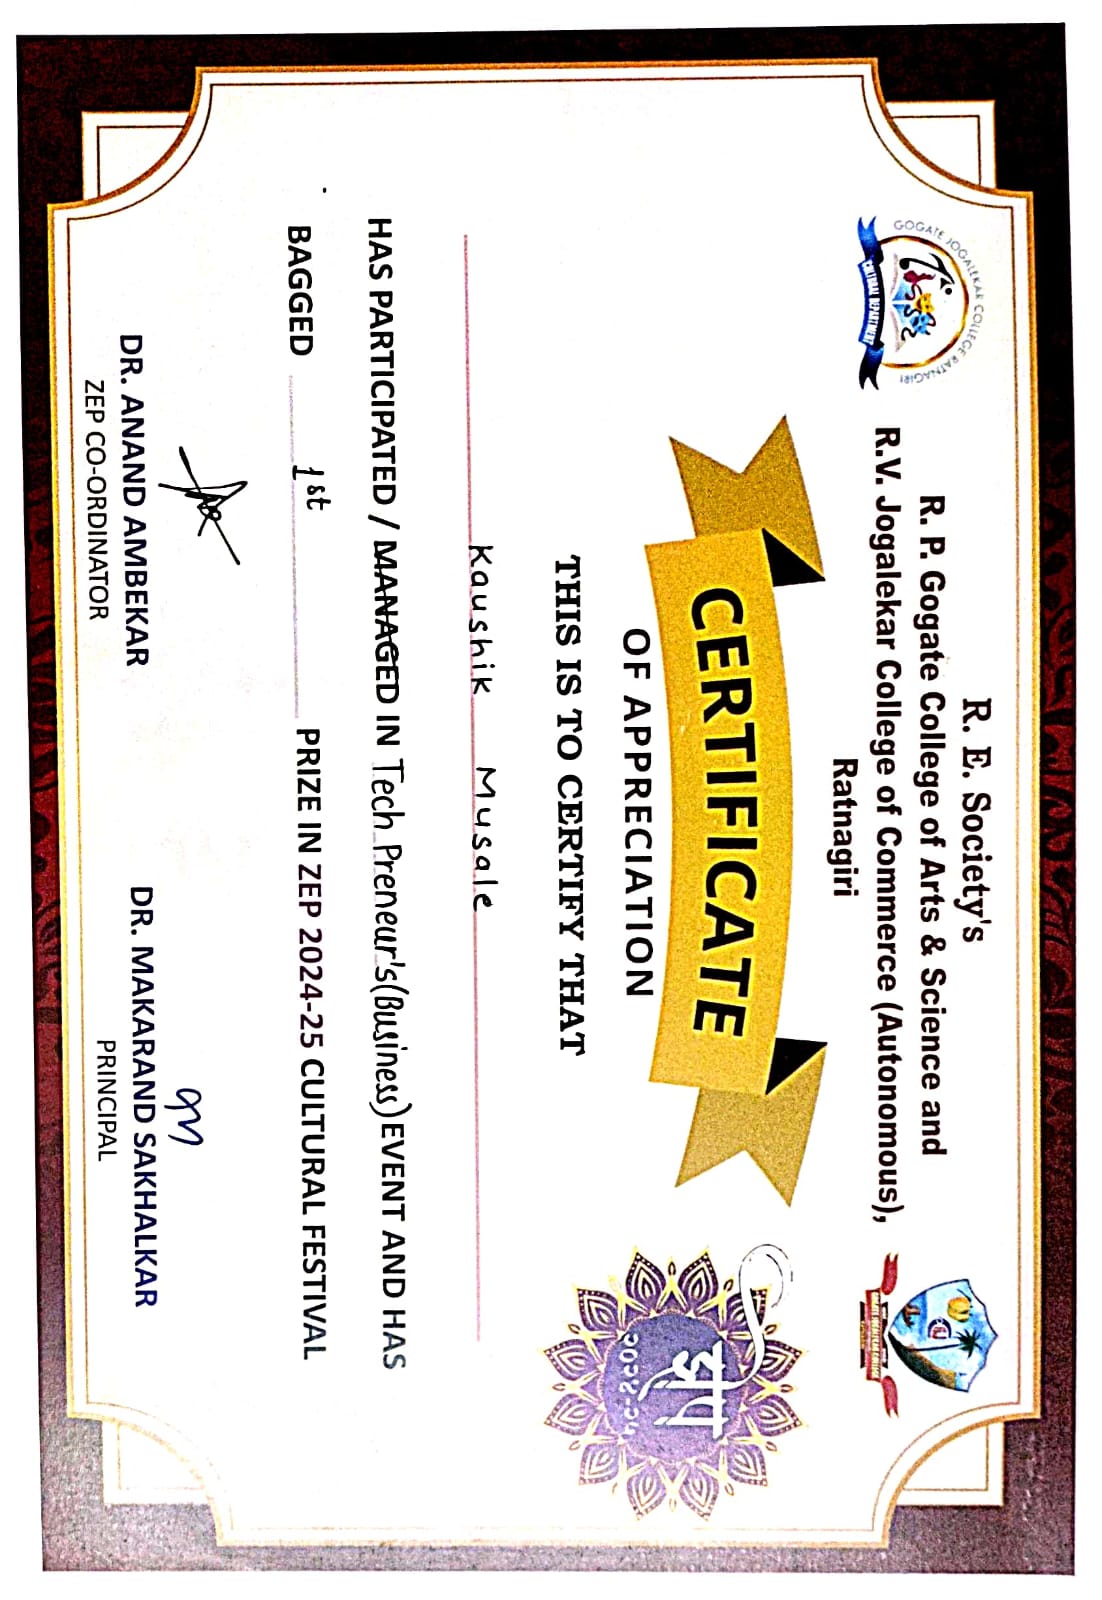 R. E. Society's
R. P. Gogate College of Arts & Science and
R.V. Jogalekar College of Commerce (Autonomous),
Ratnagiri
GOGATE JOGALEKAR COLLEGE RATNAGIRI
CULTURAL DEPARTMENT
GOGATE JOGALEKAR COLLEGE
CERTIFICATE
OF APPRECIATION
झेप
२०२४-२५
THIS IS TO CERTIFY THAT
Kaushik Musale
HAS PARTICIPATED / MANAGED IN Tech Preneur's (Business) EVENT AND HAS
BAGGED 1st PRIZE IN ZEP 2024-25 CULTURAL FESTIVAL
DR. ANAND AMBEKAR
ZEP CO-ORDINATOR
DR. MAKARAND SAKHALKAR
PRINCIPAL